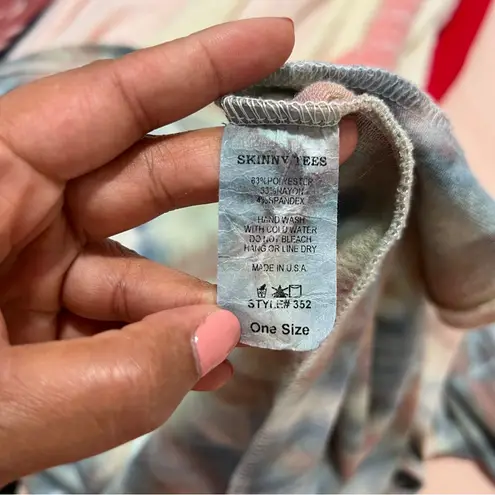 SKINNY TEES
63%POLYESTER
33%RAYON
4%SPANDEX
HAND WASH
WITH COLD WATER
DO NOT BLEACH
HANG OR LINE DRY
MADE IN U.S.A.
STYLE# 352
One Size